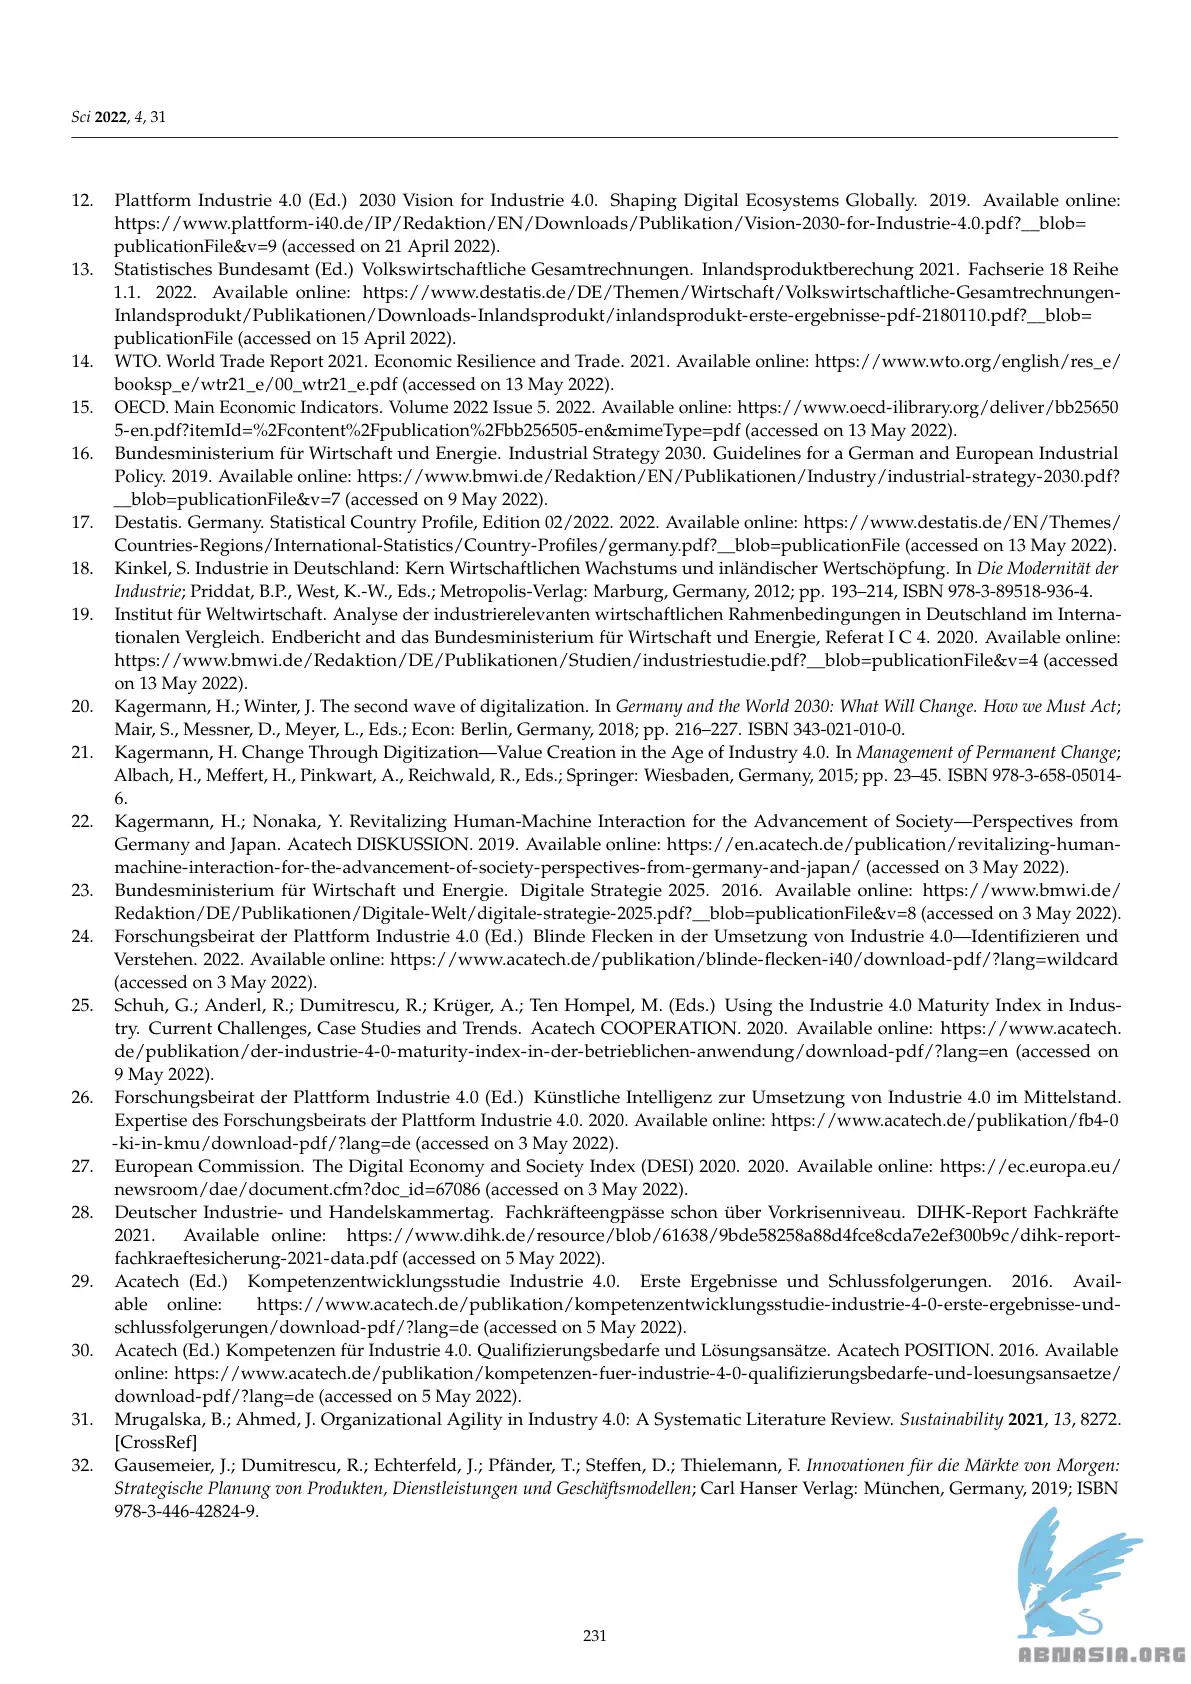 Sci 2022, 4, 31
12. Plattform Industrie 4.0 (Ed.) 2030 Vision for Industrie 4.0. Shaping Digital Ecosystems Globally. 2019. Available online:
https://www.plattform-i40.de/IP/Redaktion/EN/Downloads/Publikation/Vision-2030-for-Industrie-4.0.pdf?__blob=
publicationFile&v=9 (accessed on 21 April 2022).
13. Statistisches Bundesamt (Ed.) Volkswirtschaftliche Gesamtrechnungen. Inlandsproduktberechung 2021. Fachserie 18 Reihe
1.1. 2022. Available online: https://www.destatis.de/DE/Themen/Wirtschaft/Volkswirtschaftliche-Gesamtrechnungen-
Inlandsprodukt/Publikationen/Downloads-Inlandsprodukt/inlandsprodukt-erste-ergebnisse-pdf-2180110.pdf?__blob=
publicationFile (accessed on 15 April 2022).
14. WTO. World Trade Report 2021. Economic Resilience and Trade. 2021. Available online: https://www.wto.org/english/res_e/
booksp_e/wtr21_e/00_wtr21_e.pdf (accessed on 13 May 2022).
15. OECD. Main Economic Indicators. Volume 2022 Issue 5. 2022. Available online: https://www.oecd-ilibrary.org/deliver/bb25650
5-en.pdf?itemId=%2Fcontent%2Fpublication%2Fbb256505-en&mimeType=pdf (accessed on 13 May 2022).
16. Bundesministerium für Wirtschaft und Energie. Industrial Strategy 2030. Guidelines for a German and European Industrial
Policy. 2019. Available online: https://www.bmwi.de/Redaktion/EN/Publikationen/Industry/industrial-strategy-2030.pdf?
__blob=publicationFile&v=7 (accessed on 9 May 2022).
17. Destatis. Germany. Statistical Country Profile, Edition 02/2022. 2022. Available online: https://www.destatis.de/EN/Themes/
Countries-Regions/International-Statistics/Country-Profiles/germany.pdf?__blob=publicationFile (accessed on 13 May 2022).
18. Kinkel, S. Industrie in Deutschland: Kern Wirtschaftlichen Wachstums und inländischer Wertschöpfung. In Die Modernität der
Industrie; Priddat, B.P., West, K.-W., Eds.; Metropolis-Verlag: Marburg, Germany, 2012; pp. 193–214, ISBN 978-3-89518-936-4.
19. Institut für Weltwirtschaft. Analyse der industrierelevanten wirtschaftlichen Rahmenbedingungen in Deutschland im Interna-
tionalen Vergleich. Endbericht and das Bundesministerium für Wirtschaft und Energie, Referat I C 4. 2020. Available online:
https://www.bmwi.de/Redaktion/DE/Publikationen/Studien/industriestudie.pdf?__blob=publicationFile&v=4 (accessed
on 13 May 2022).
20. Kagermann, H.; Winter, J. The second wave of digitalization. In Germany and the World 2030: What Will Change. How we Must Act;
Mair, S., Messner, D., Meyer, L., Eds.; Econ: Berlin, Germany, 2018; pp. 216–227. ISBN 343-021-010-0.
21. Kagermann, H. Change Through Digitization—Value Creation in the Age of Industry 4.0. In Management of Permanent Change;
Albach, H., Meffert, H., Pinkwart, A., Reichwald, R., Eds.; Springer: Wiesbaden, Germany, 2015; pp. 23–45. ISBN 978-3-658-05014-
6.
22. Kagermann, H.; Nonaka, Y. Revitalizing Human-Machine Interaction for the Advancement of Society—Perspectives from
Germany and Japan. Acatech DISKUSSION. 2019. Available online: https://en.acatech.de/publication/revitalizing-human-
machine-interaction-for-the-advancement-of-society-perspectives-from-germany-and-japan/ (accessed on 3 May 2022).
23. Bundesministerium für Wirtschaft und Energie. Digitale Strategie 2025. 2016. Available online: https://www.bmwi.de/
Redaktion/DE/Publikationen/Digitale-Welt/digitale-strategie-2025.pdf?__blob=publicationFile&v=8 (accessed on 3 May 2022).
24. Forschungsbeirat der Plattform Industrie 4.0 (Ed.) Blinde Flecken in der Umsetzung von Industrie 4.0—Identifizieren und
Verstehen. 2022. Available online: https://www.acatech.de/publikation/blinde-flecken-i40/download-pdf/?lang=wildcard
(accessed on 3 May 2022).
25. Schuh, G.; Anderl, R.; Dumitrescu, R.; Krüger, A.; Ten Hompel, M. (Eds.) Using the Industrie 4.0 Maturity Index in Indus-
try. Current Challenges, Case Studies and Trends. Acatech COOPERATION. 2020. Available online: https://www.acatech.
de/publikation/der-industrie-4-0-maturity-index-in-der-betrieblichen-anwendung/download-pdf/?lang=en (accessed on
9 May 2022).
26. Forschungsbeirat der Plattform Industrie 4.0 (Ed.) Künstliche Intelligenz zur Umsetzung von Industrie 4.0 im Mittelstand.
Expertise des Forschungsbeirats der Plattform Industrie 4.0. 2020. Available online: https://www.acatech.de/publikation/fb4-0
-ki-in-kmu/download-pdf/?lang=de (accessed on 3 May 2022).
27. European Commission. The Digital Economy and Society Index (DESI) 2020. 2020. Available online: https://ec.europa.eu/
newsroom/dae/document.cfm?doc_id=67086 (accessed on 3 May 2022).
28. Deutscher Industrie- und Handelskammertag. Fachkräfteengpässe schon über Vorkrisenniveau. DIHK-Report Fachkräfte
2021. Available online: https://www.dihk.de/resource/blob/61638/9bde58258a88d4fce8cda7e2ef300b9c/dihk-report-
fachkraeftesicherung-2021-data.pdf (accessed on 5 May 2022).
29. Acatech (Ed.) Kompetenzentwicklungsstudie Industrie 4.0. Erste Ergebnisse und Schlussfolgerungen. 2016. Avail-
able online: https://www.acatech.de/publikation/kompetenzentwicklungsstudie-industrie-4-0-erste-ergebnisse-und-
schlussfolgerungen/download-pdf/?lang=de (accessed on 5 May 2022).
30. Acatech (Ed.) Kompetenzen für Industrie 4.0. Qualifizierungsbedarfe und Lösungsansätze. Acatech POSITION. 2016. Available
online: https://www.acatech.de/publikation/kompetenzen-fuer-industrie-4-0-qualifizierungsbedarfe-und-loesungsansaetze/
download-pdf/?lang=de (accessed on 5 May 2022).
31. Mrugalska, B.; Ahmed, J. Organizational Agility in Industry 4.0: A Systematic Literature Review. Sustainability 2021, 13, 8272.
[CrossRef]
32. Gausemeier, J.; Dumitrescu, R.; Echterfeld, J.; Pfänder, T.; Steffen, D.; Thielemann, F. Innovationen für die Märkte von Morgen:
Strategische Planung von Produkten, Dienstleistungen und Geschäftsmodellen; Carl Hanser Verlag: München, Germany, 2019; ISBN
978-3-446-42824-9.
231
ABNASIA.ORG